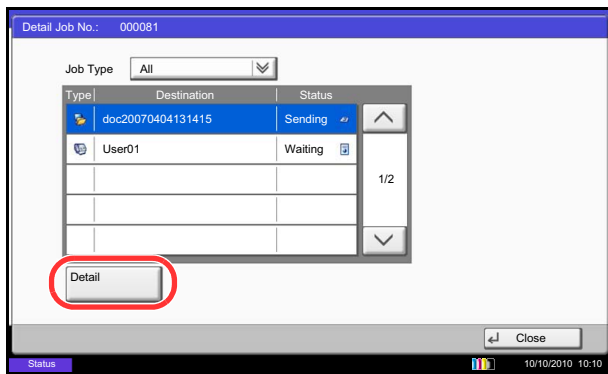 Detail Job No.: 000081
Job Type All
Type Destination Status
doc20070404131415 Sending
User01 Waiting
1/2
Detail
Close
Status 10/10/2010 10:10